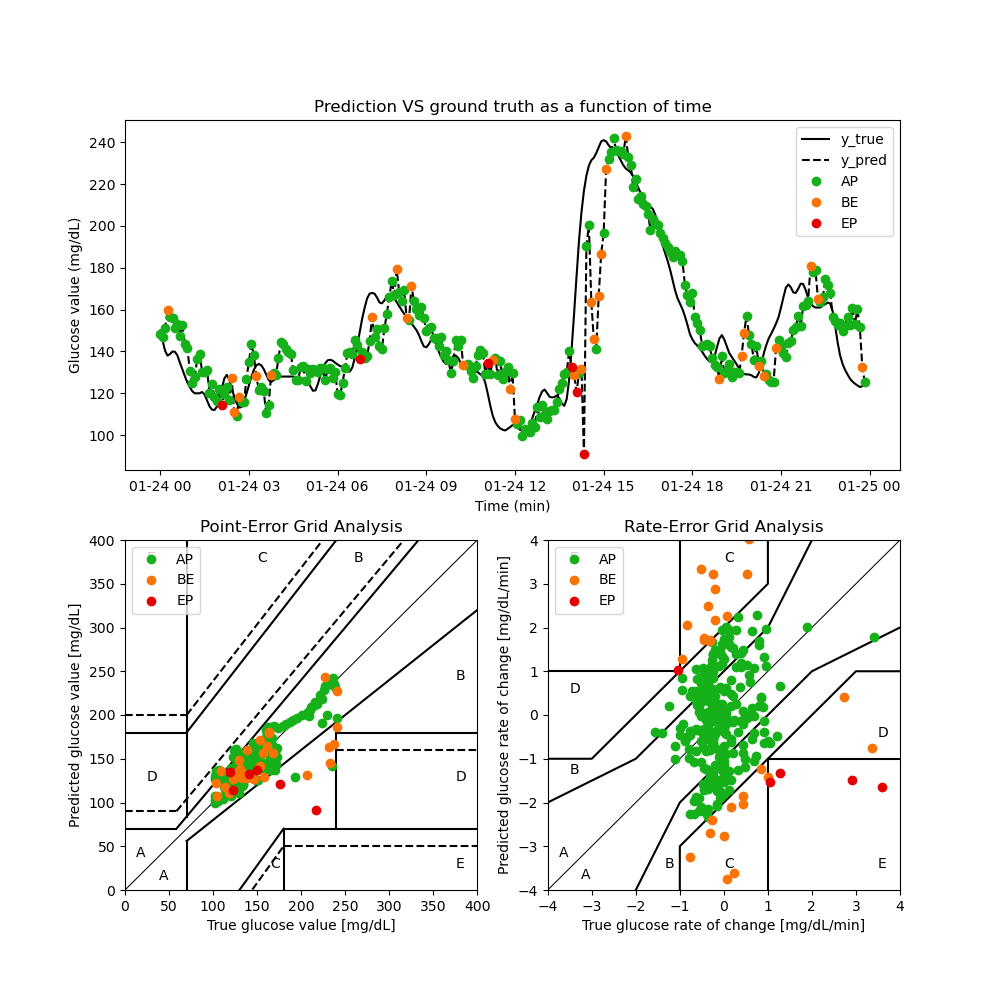 Prediction VS ground truth as a function of time
Glucose value (mg/dL)
240
220
200
180
160
140
120
100
y_true
y_pred
AP
BE
EP
01-24 00 01-24 03 01-24 06 01-24 09 01-24 12 01-24 15 01-24 18 01-24 21 01-25 00
Time (min)
Point-Error Grid Analysis
Predicted glucose value [mg/dL]
400
350
300
250
200
150
100
50
0
AP
BE
EP
C
B
B
D
D
A
A
C
E
0 50 100 150 200 250 300 350 400
True glucose value [mg/dL]
Rate-Error Grid Analysis
Predicted glucose rate of change [mg/dL/min]
4
3
2
1
0
−1
−2
−3
−4
AP
BE
EP
C
D
D
B
A
A
B
C
E
−4 −3 −2 −1 0 1 2 3 4
True glucose rate of change [mg/dL/min]